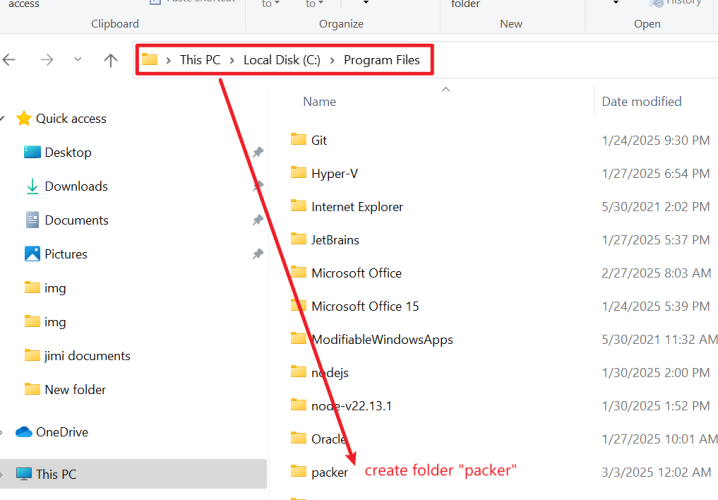 access
Paste shortcut
to
to
folder
History
Clipboard
Organize
New
Open
This PC > Local Disk (C:) > Program Files
Name
Date modified
Quick access
Desktop
Downloads
Documents
Pictures
img
img
jimi documents
New folder
OneDrive
This PC
Git 1/24/2025 9:30 PM
Hyper-V 1/27/2025 6:54 PM
Internet Explorer 5/30/2021 2:02 PM
JetBrains 1/27/2025 5:37 PM
Microsoft Office 2/27/2025 8:03 AM
Microsoft Office 15 1/24/2025 5:39 PM
ModifiableWindowsApps 5/30/2021 11:32 AM
nodejs 1/30/2025 2:00 PM
node-v22.13.1 1/30/2025 1:52 PM
Oracle 1/27/2025 10:01 AM
packer 3/3/2025 12:02 AM
create folder "packer"